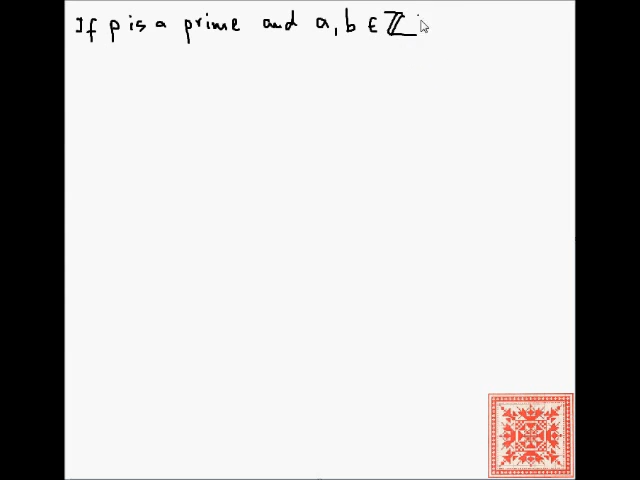 If p is a prime and a, b ∈ ℤ